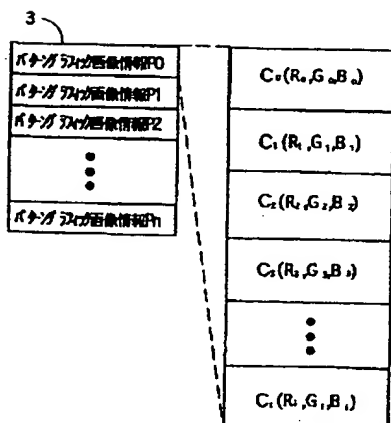 3
パターングラフィック画像情報P0
パターングラフィック画像情報P1
パターングラフィック画像情報P2
パターングラフィック画像情報Pn
C₀(R₀,G₀,B₀)
C₁(R₁,G₁,B₁)
C₂(R₂,G₂,B₂)
C₃(R₃,G₃,B₃)
C₁(R₁,G₁,B₁)